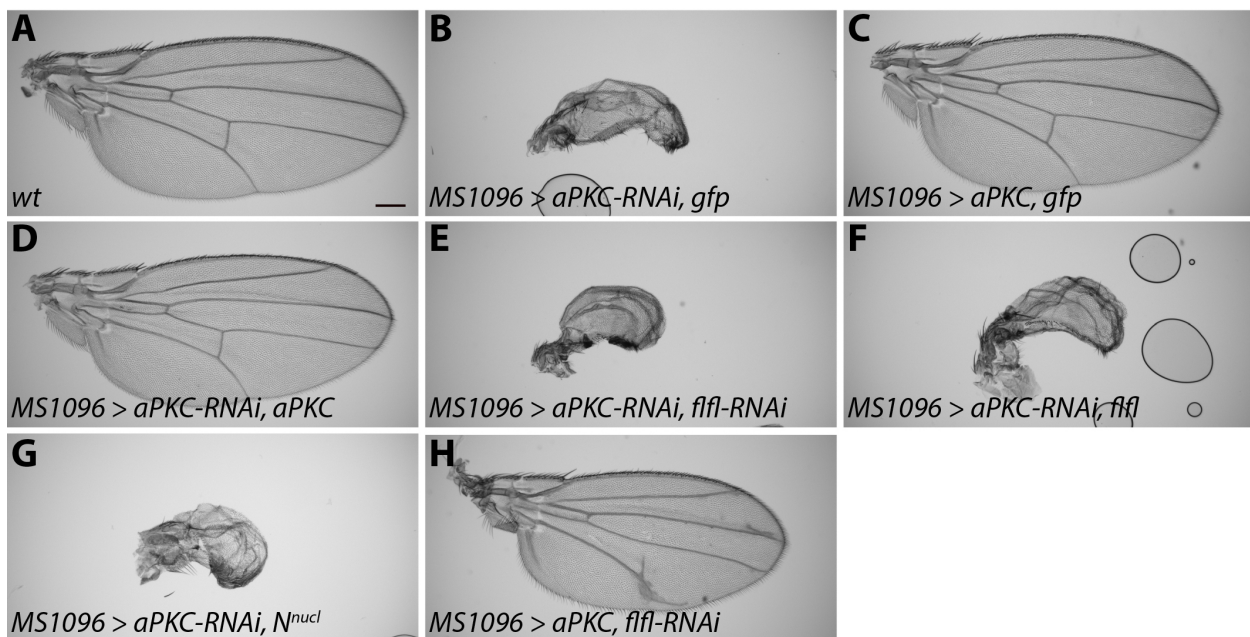 A
wt
B
MS1096 > aPKC-RNAi, gfp
C
MS1096 > aPKC, gfp
D
MS1096 > aPKC-RNAi, aPKC
E
MS1096 > aPKC-RNAi, flfl-RNAi
F
MS1096 > aPKC-RNAi, flfl
G
MS1096 > aPKC-RNAi, Nnucl
H
MS1096 > aPKC, flfl-RNAi